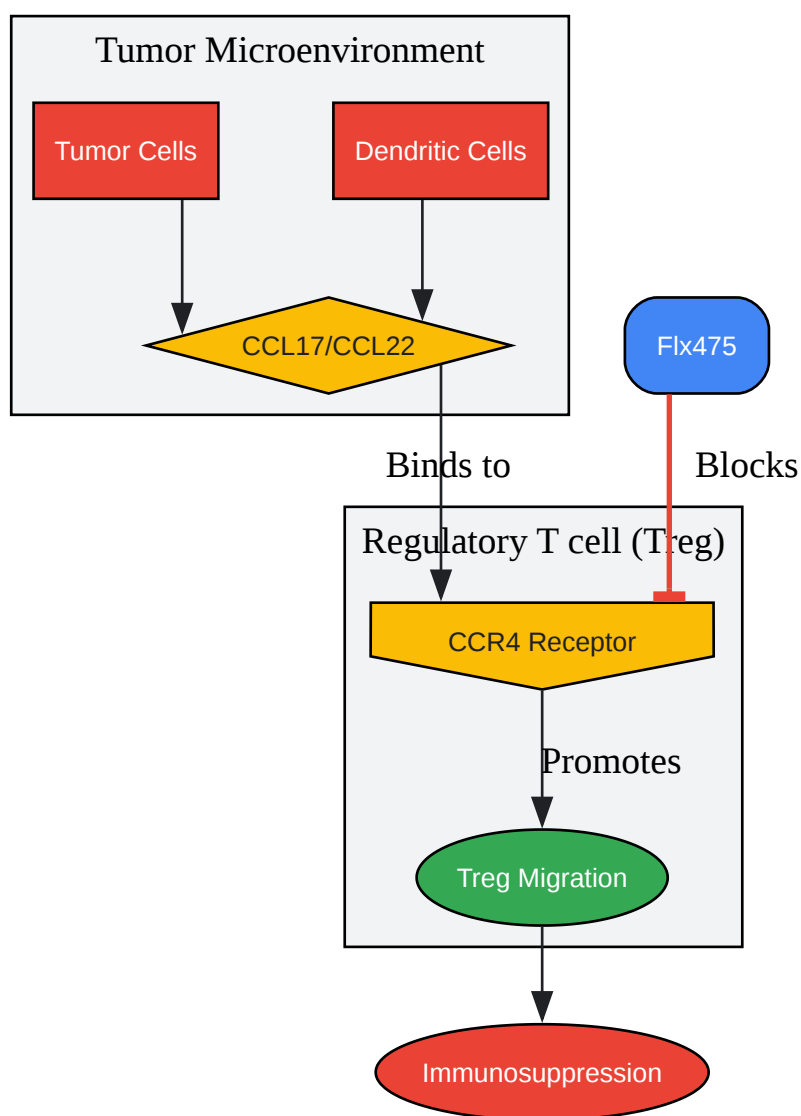 Tumor Microenvironment
Tumor Cells
Dendritic Cells
CCL17/CCL22
Flx475
Binds to
Blocks
Regulatory T cell (Treg)
CCR4 Receptor
Promotes
Treg Migration
Immunosuppression